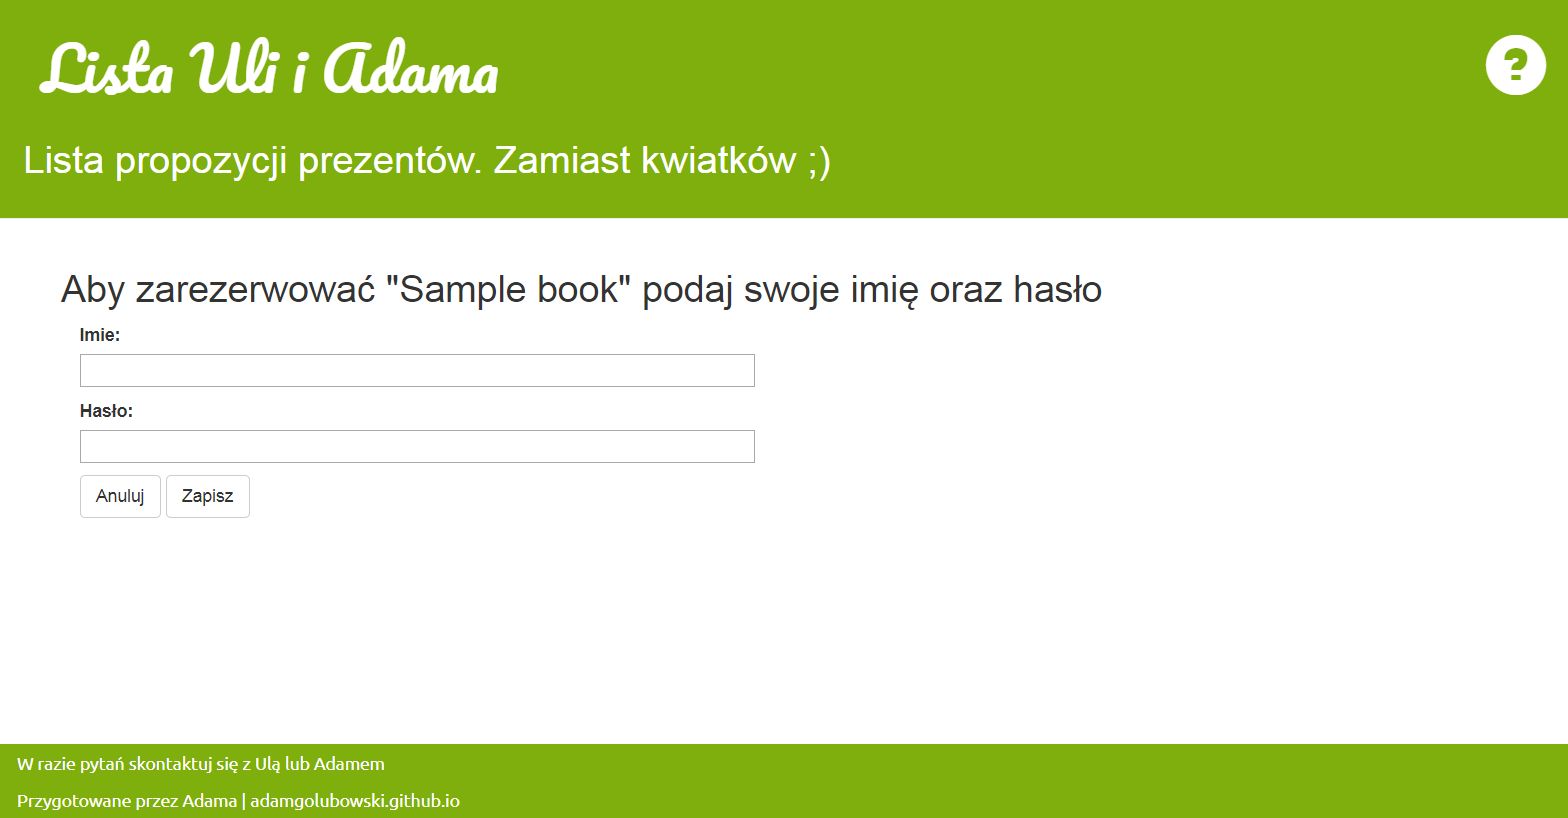 Lista Uli i Adama
?
Lista propozycji prezentów. Zamiast kwiatków ;)
Aby zarezerwować "Sample book" podaj swoje imię oraz hasło
Imie:
Hasło:
Anuluj Zapisz
W razie pytań skontaktuj się z Ulą lub Adamem
Przygotowane przez Adama | adamgolubowski.github.io